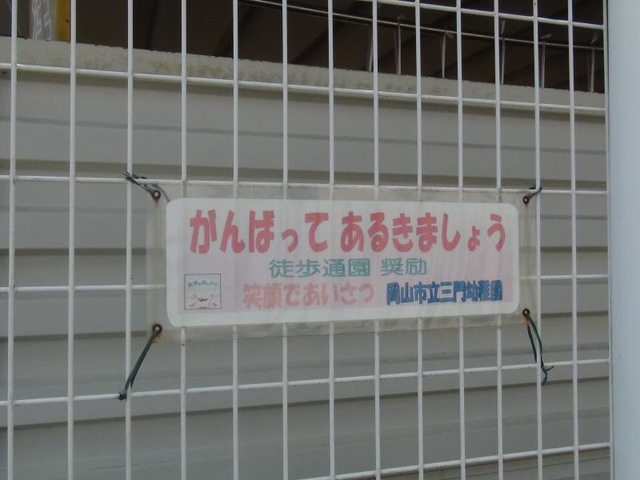 がんばって あるきましょう
徒歩通園 奨励
笑顔であいさつ 岡山市立三門幼稚園